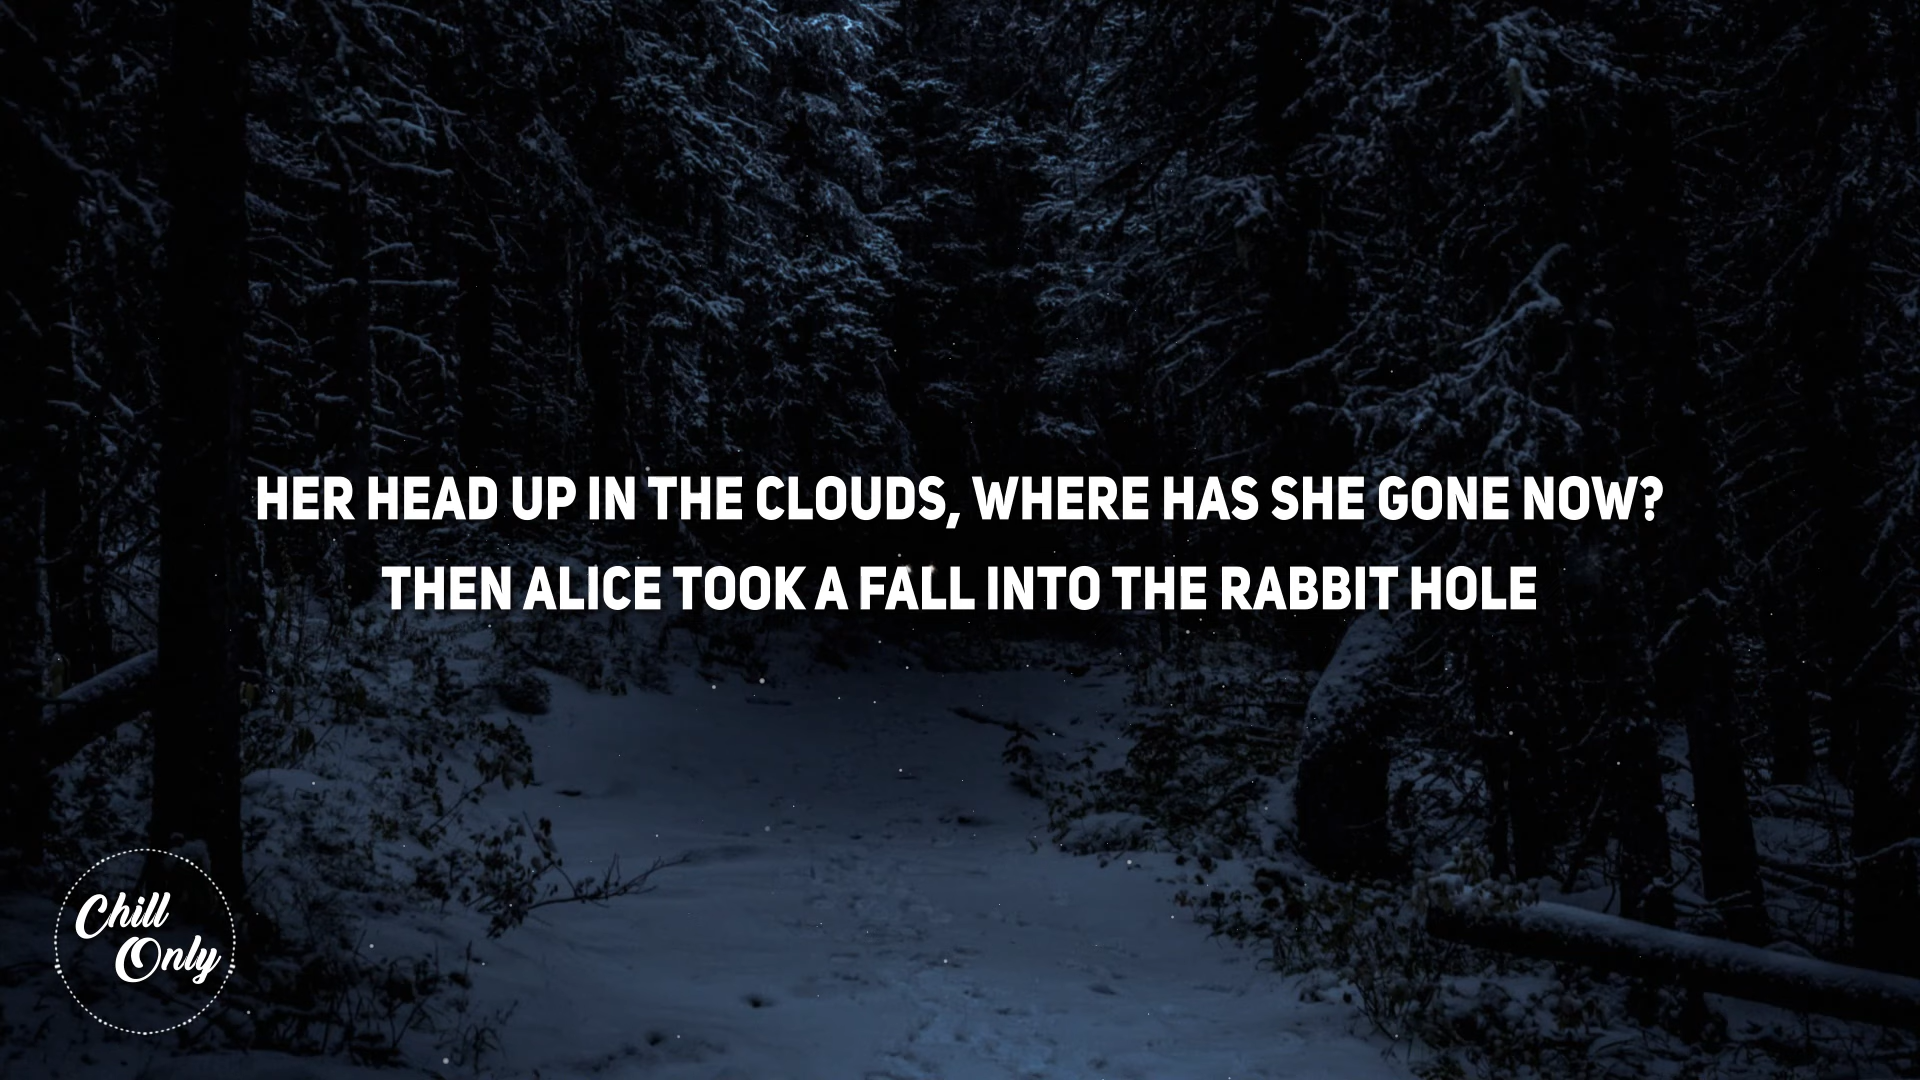 HER HEAD UP IN THE CLOUDS, WHERE HAS SHE GONE NOW?
THEN ALICE TOOK A FALL INTO THE RABBIT HOLE
Chill
Only